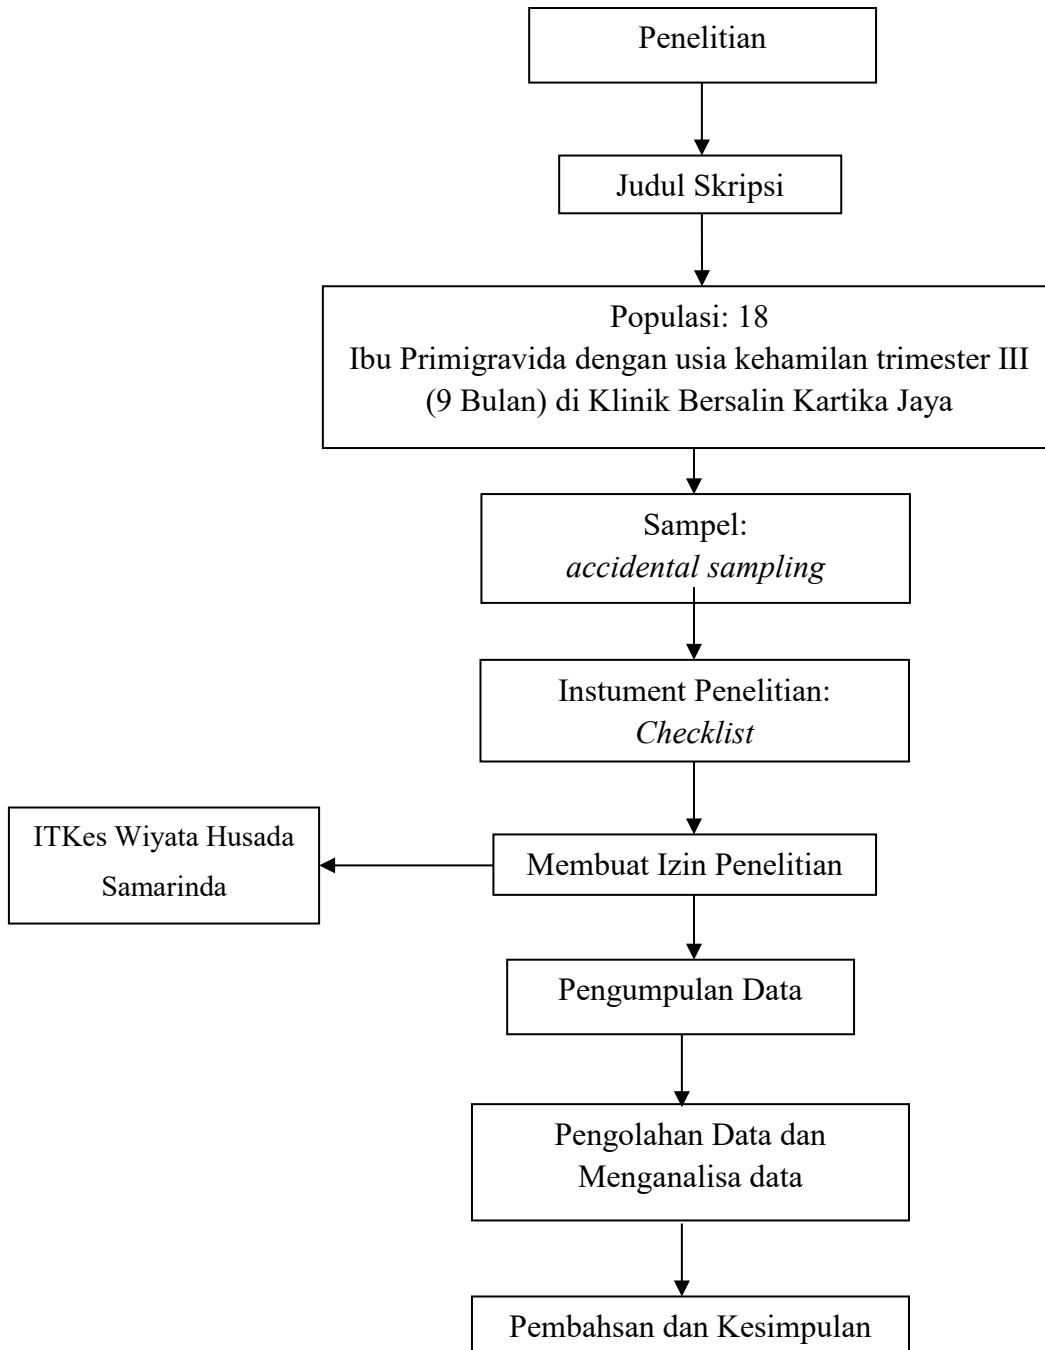 Penelitian
Judul Skripsi
Populasi: 18
Ibu Primigravida dengan usia kehamilan trimester III
(9 Bulan) di Klinik Bersalin Kartika Jaya
Sampel:
accidental sampling
Instument Penelitian:
Checklist
ITKes Wiyata Husada
Samarinda
Membuat Izin Penelitian
Pengumpulan Data
Pengolahan Data dan
Menganalisa data
Pembahsan dan Kesimpulan